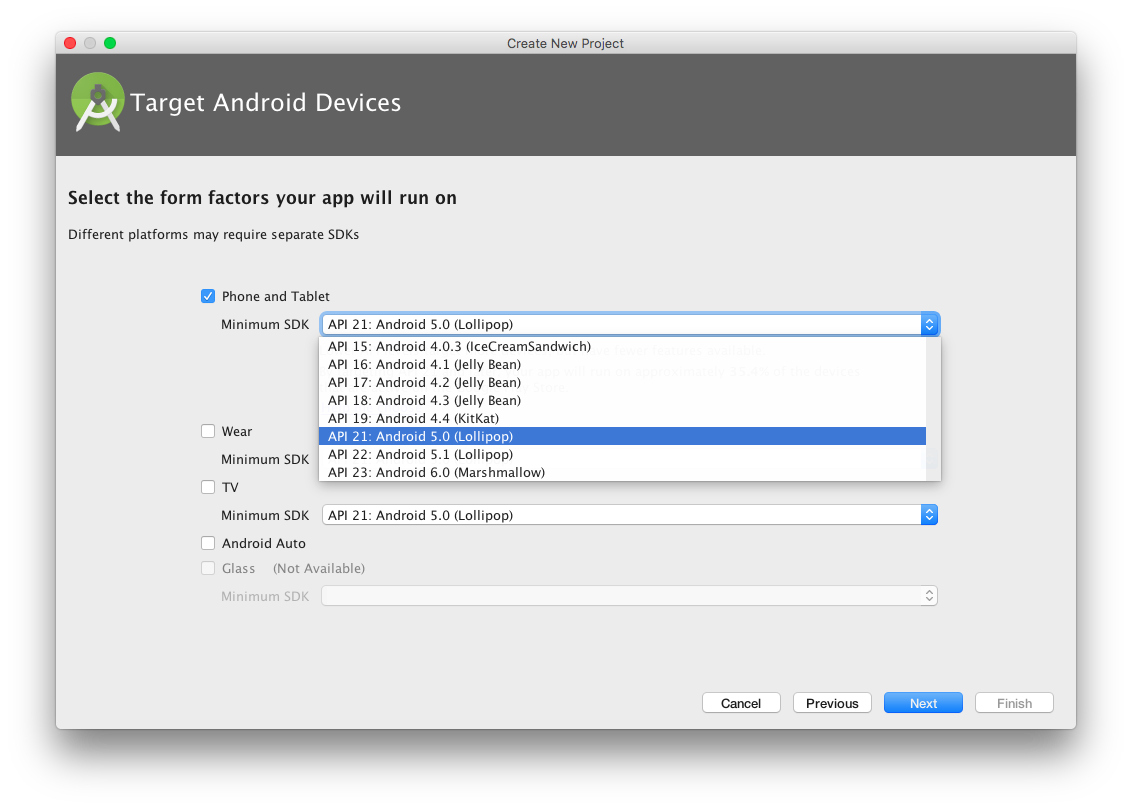 Create New Project
Target Android Devices
Select the form factors your app will run on
Different platforms may require separate SDKs
Phone and Tablet
Minimum SDK API 21: Android 5.0 (Lollipop)
API 15: Android 4.0.3 (IceCreamSandwich)
API 16: Android 4.1 (Jelly Bean)
API 17: Android 4.2 (Jelly Bean)
API 18: Android 4.3 (Jelly Bean)
API 19: Android 4.4 (KitKat)
Wear
API 21: Android 5.0 (Lollipop)
API 22: Android 5.1 (Lollipop)
Minimum SDK
API 23: Android 6.0 (Marshmallow)
TV
Minimum SDK API 21: Android 5.0 (Lollipop)
Android Auto
Glass (Not Available)
Minimum SDK
Cancel Previous Next Finish